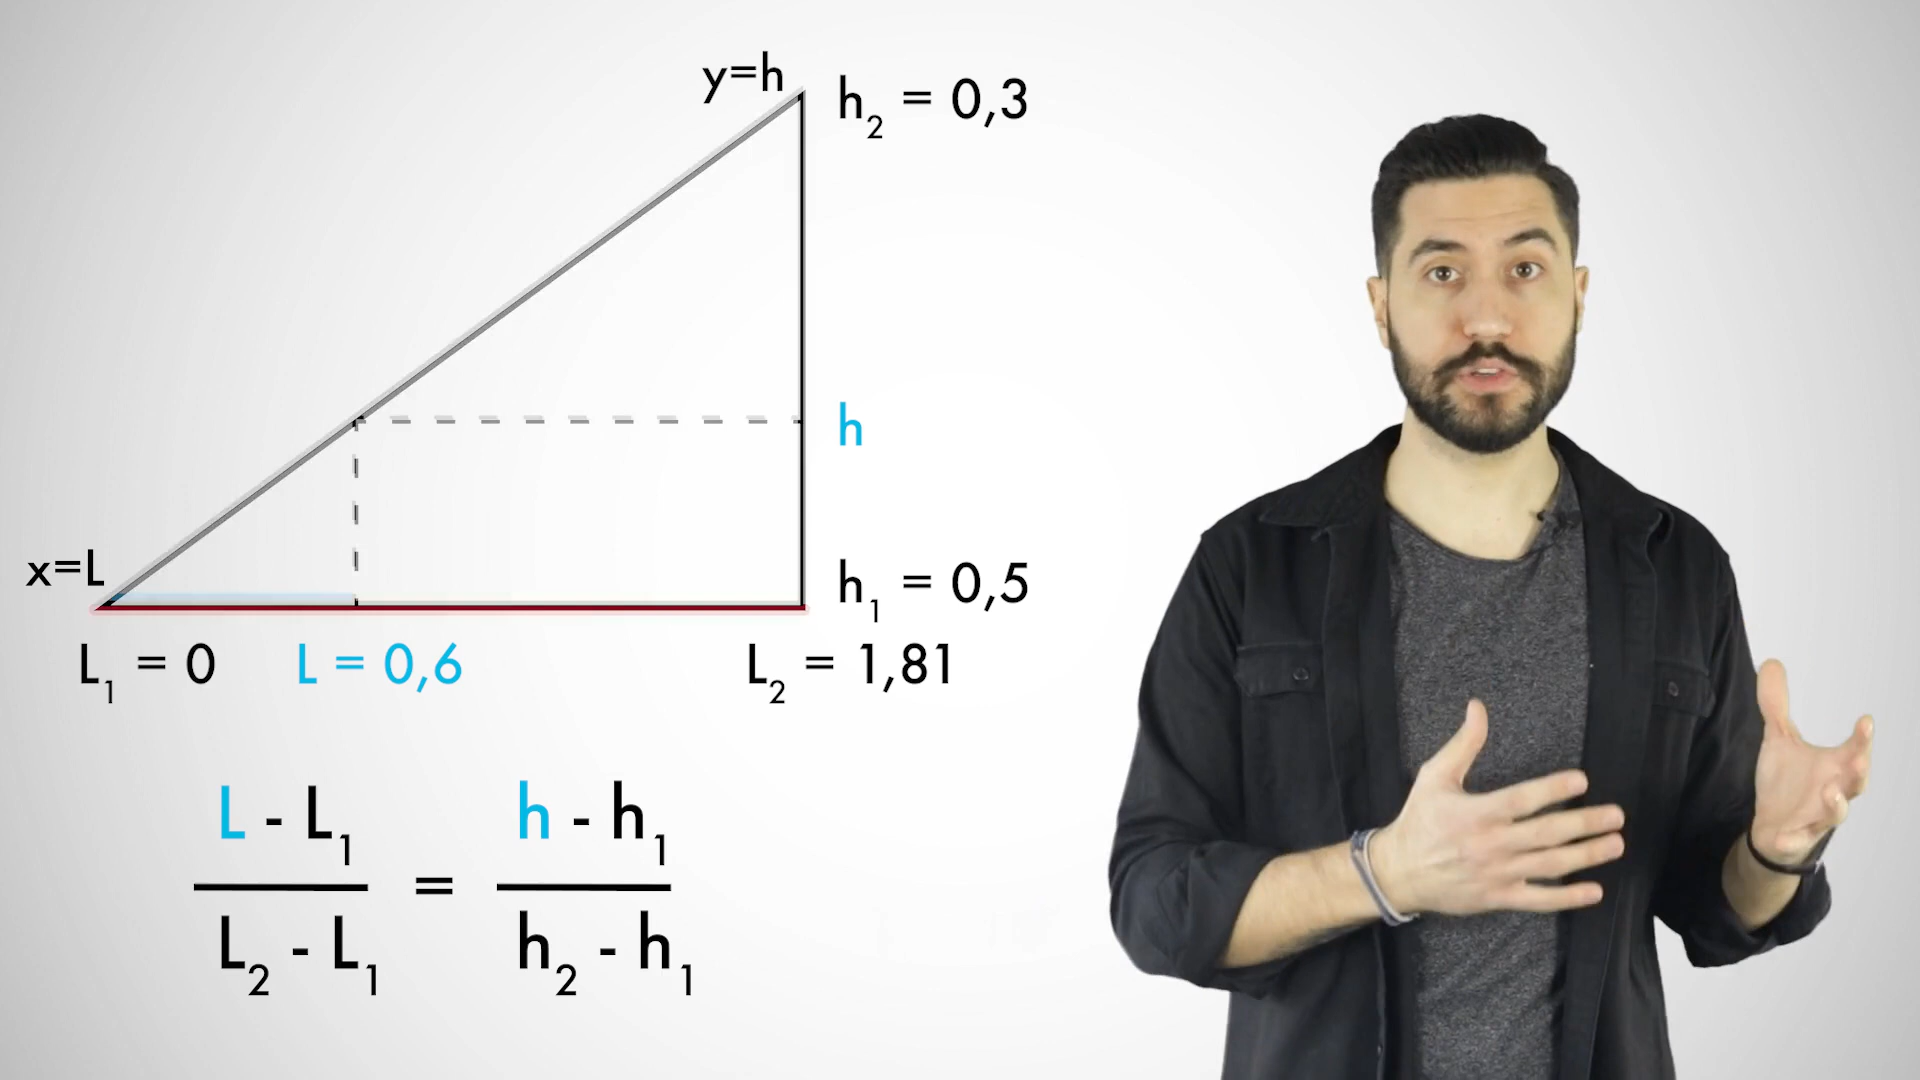 y=h
h₂ = 0,3
h
x=L
h₁ = 0,5
L₁ = 0
L = 0,6
L₂ = 1,81
L - L₁
h - h₁
=
L₂ - L₁
h₂ - h₁